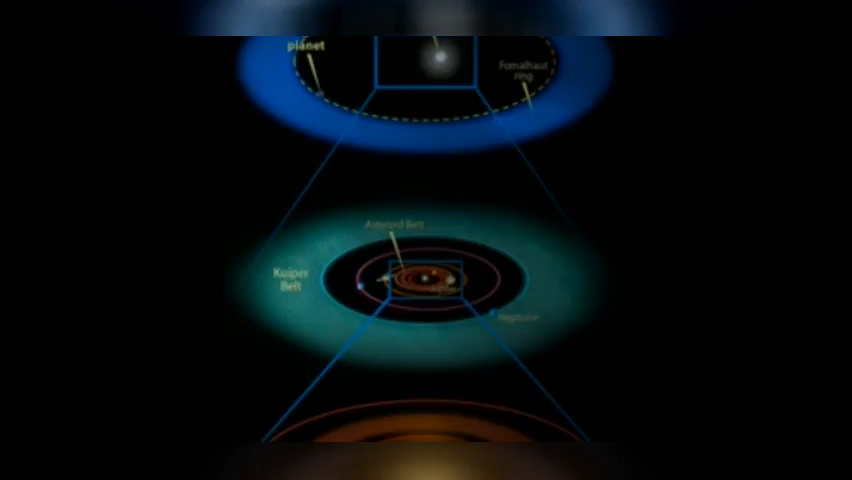 planet
Fomalhaut
ring
Asteroid Belt
Kuiper
Belt
Neptune